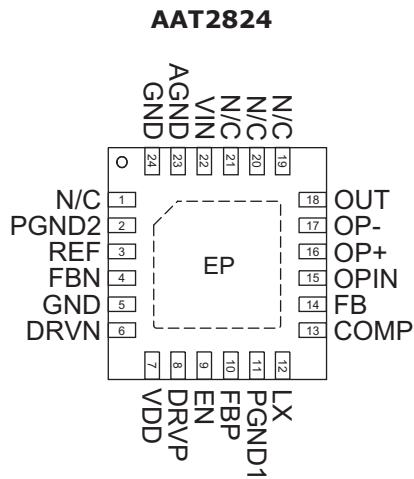 AAT2824
GND
AGND
VIN
N/C
N/C
N/C
24
23
22
21
20
19
N/C 1
PGND2 2
REF 3
FBN 4
GND 5
DRVN 6
EP
18 OUT
17 OP-
16 OP+
15 OPIN
14 FB
13 COMP
7
8
9
10
11
12
VDD
DRVP
EN
FBP
PGND1
LX